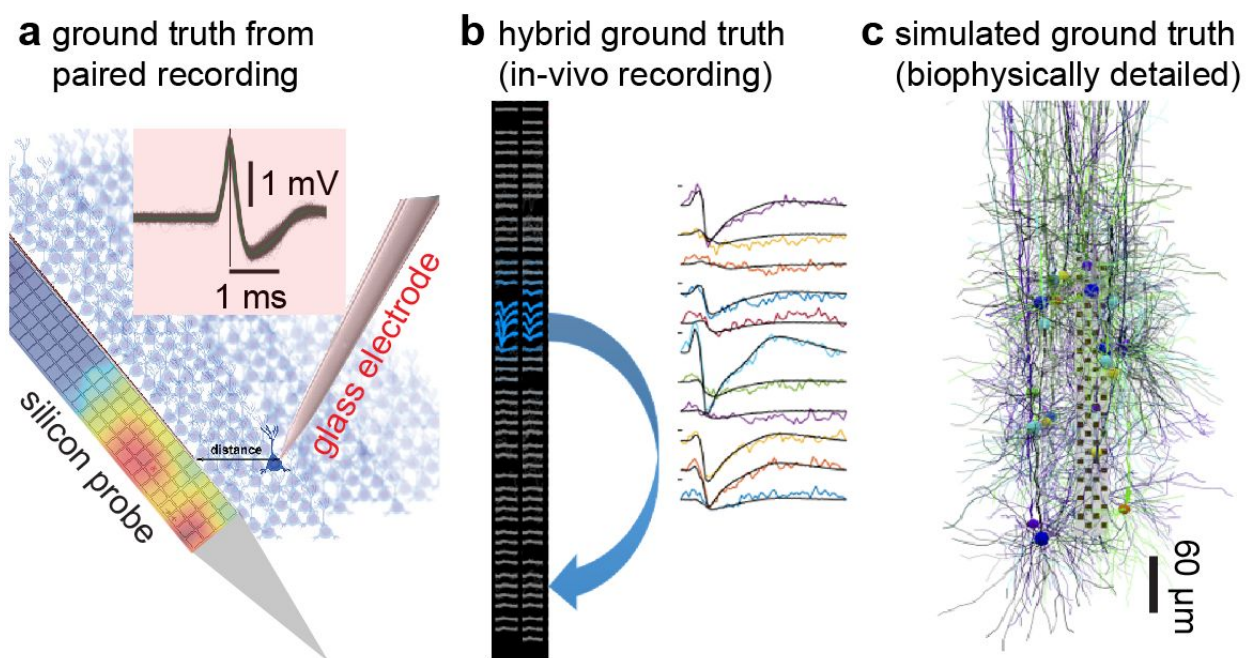 a ground truth from
paired recording
1 mV
1 ms
glass electrode
distance
silicon probe
b hybrid ground truth
(in-vivo recording)
c simulated ground truth
(biophysically detailed)
60 µm